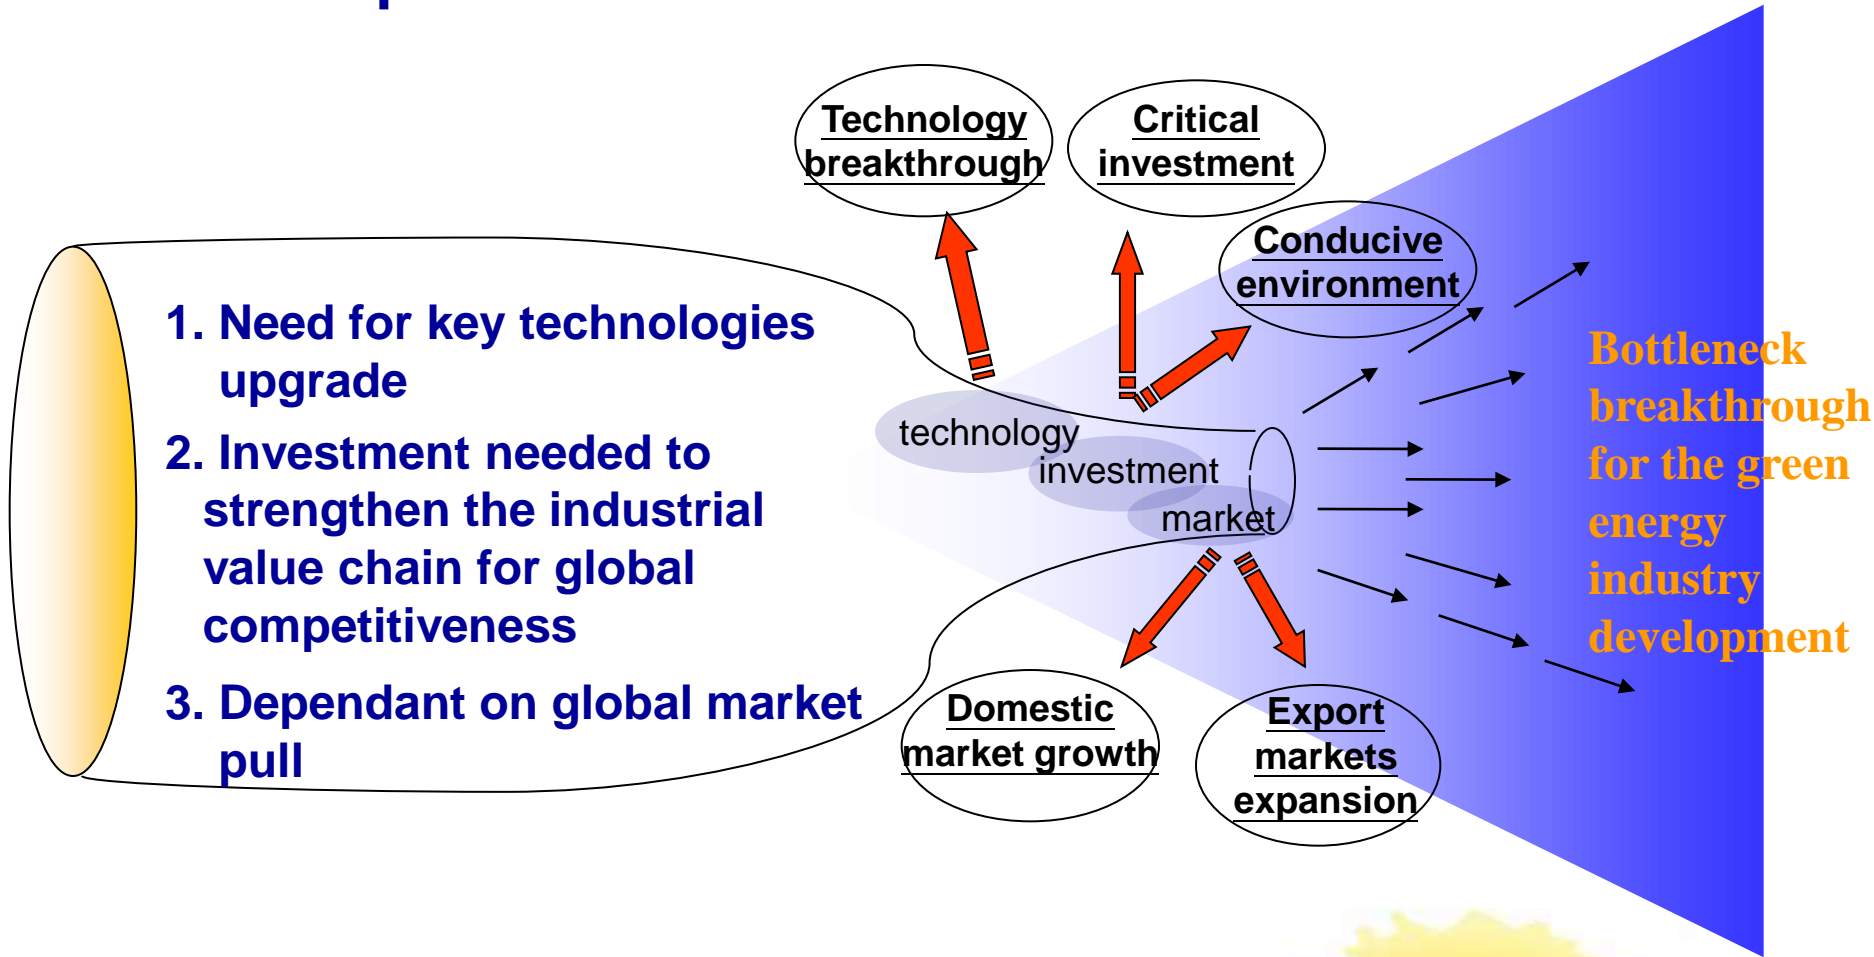 Technology
breakthrough
Critical
investment
Conducive
environment
1. Need for key technologies
upgrade
2. Investment needed to
strengthen the industrial
value chain for global
competitiveness
3. Dependant on global market
pull
technology
investment
market
Domestic
market growth
Export
markets
expansion
Bottleneck
breakthrough
for the green
energy
industry
development